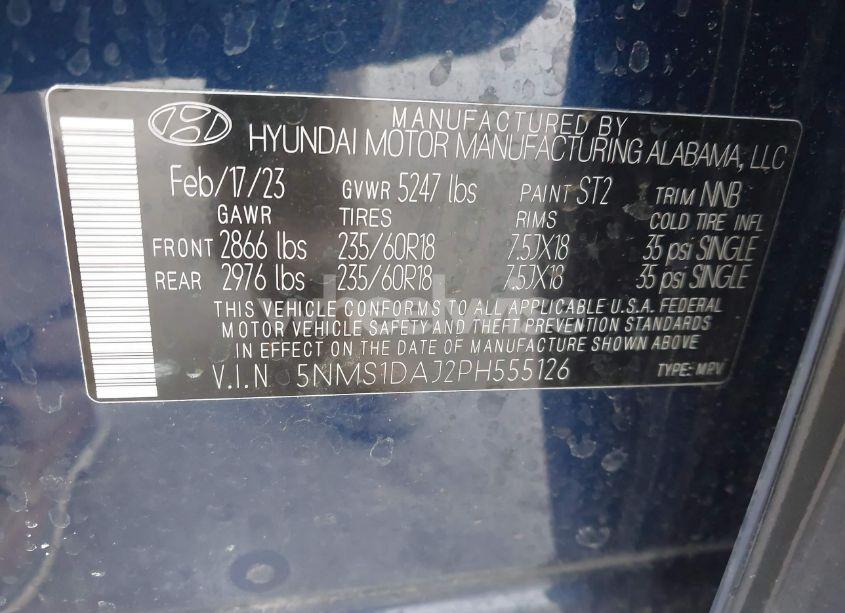 MANUFACTURED BY
HYUNDAI MOTOR MANUFACTURING ALABAMA, LLC
Feb/17/23 GVWR 5247 lbs PAINT ST2 TRIM NNB
GAWR TIRES RIMS COLD TIRE INFL
FRONT 2866 lbs 235/60R18 7.5JX18 35 psi SINGLE
REAR 2976 lbs 235/60R18 7.5JX18 35 psi SINGLE
THIS VEHICLE CONFORMS TO ALL APPLICABLE U.S.A. FEDERAL
MOTOR VEHICLE SAFETY AND THEFT PREVENTION STANDARDS
IN EFFECT ON THE DATE OF MANUFACTURE SHOWN ABOVE
V.I.N 5NMS1DAJ2PH555126 TYPE: MPV